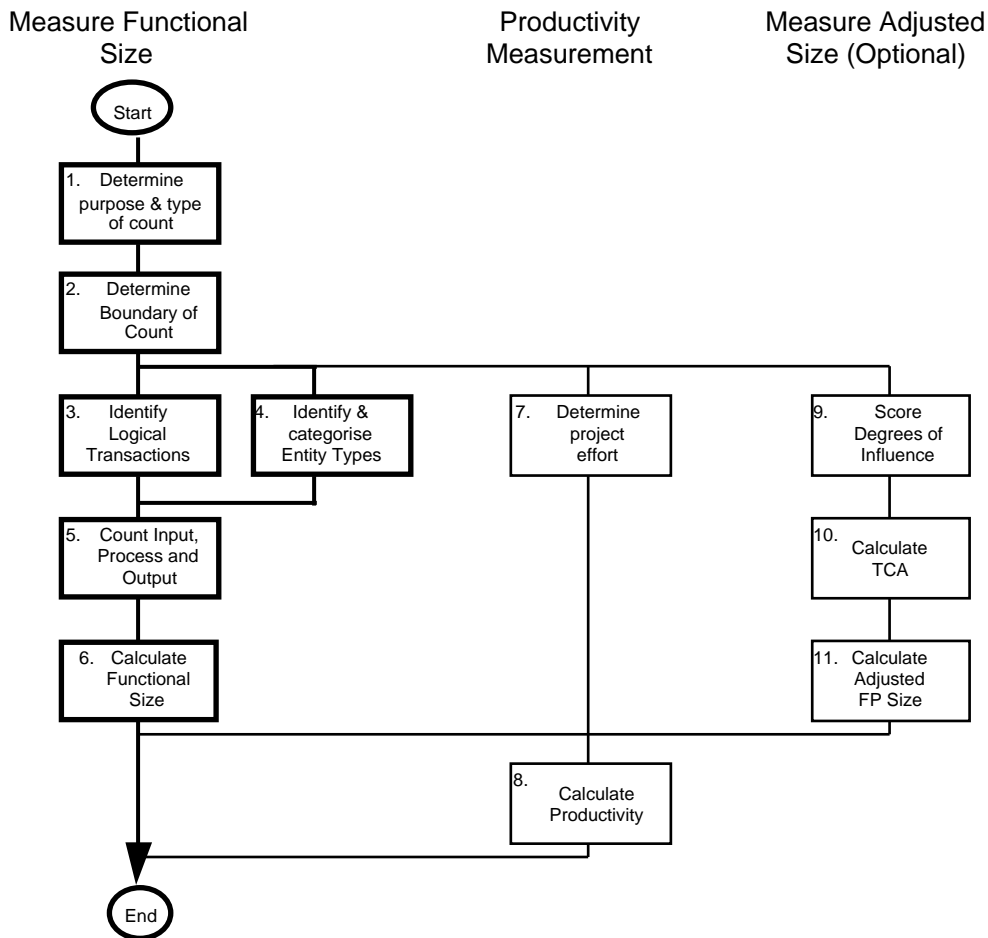 Measure Functional
Size
Productivity
Measurement
Measure Adjusted
Size (Optional)
Start
1. Determine
purpose & type
of count
2. Determine
Boundary of
Count
3. Identify
Logical
Transactions
4. Identify &
categorise
Entity Types
7. Determine
project
effort
9. Score
Degrees of
Influence
5. Count Input,
Process and
Output
10. Calculate
TCA
6. Calculate
Functional
Size
11. Calculate
Adjusted
FP Size
8. Calculate
Productivity
End